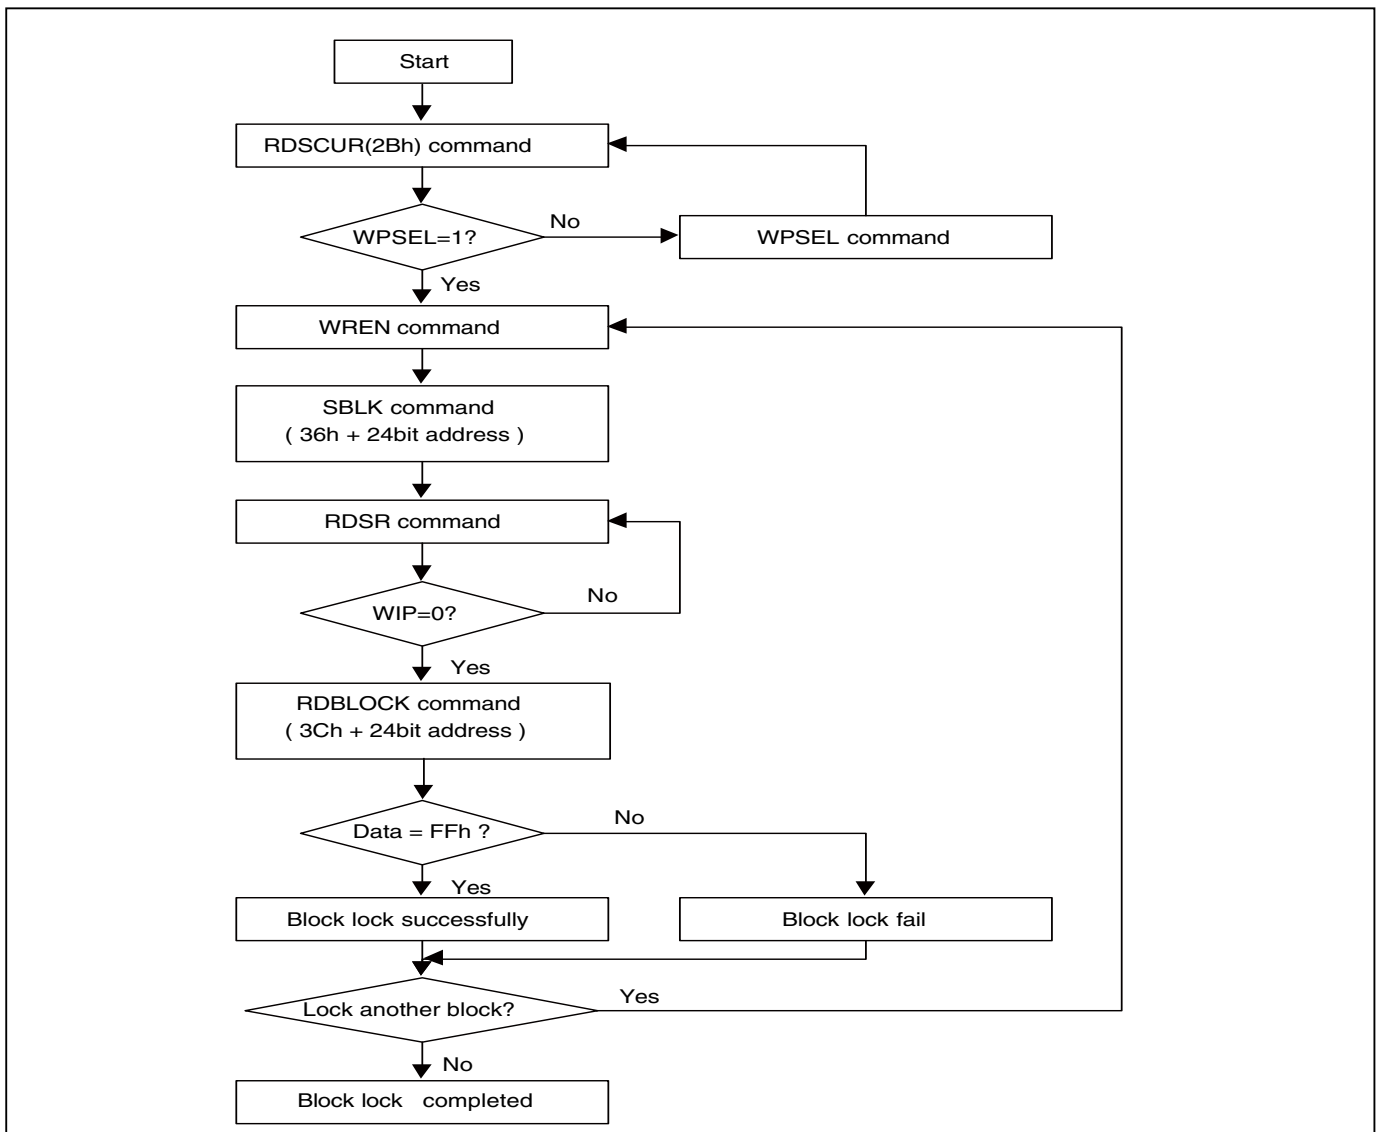 Start
RDSCUR(2Bh) command
WPSEL=1?
No
WPSEL command
Yes
WREN command
SBLK command
( 36h + 24bit address )
RDSR command
WIP=0?
No
Yes
RDBLOCK command
( 3Ch + 24bit address )
Data = FFh ?
No
Yes
Block lock successfully
Block lock fail
Lock another block?
Yes
No
Block lock completed